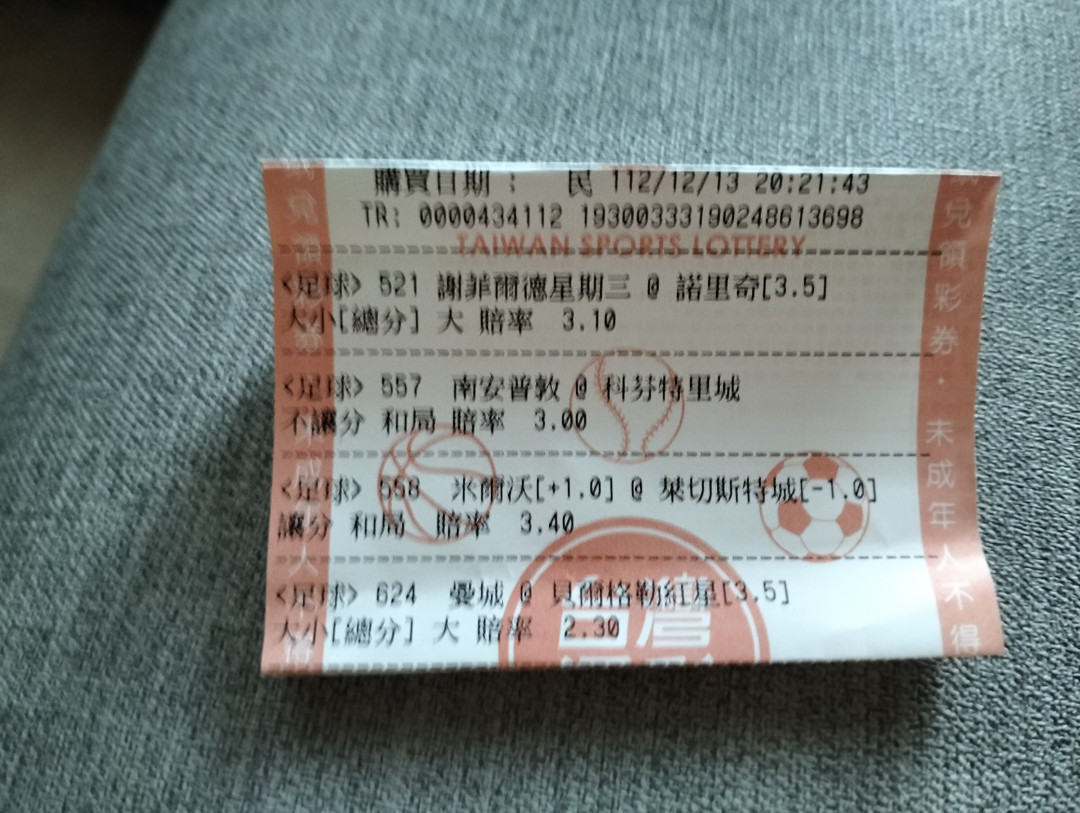 購買日期 : 民 112/12/13 20:21:43
TR: 0000434112 19300333190248613698
TAIWAN SPORTS LOTTERY
<足球> 521 謝菲爾德星期三 @ 諾里奇[3.5]
大小[總分] 大 賠率 3.10
<足球> 557 南安普敦 @ 科芬特里城
不讓分 和局 賠率 3.00
<足球> 558 米爾沃[+1.0] @ 萊切斯特城[-1.0]
讓分 和局 賠率 3.40
<足球> 624 曼城 @ 貝爾格勒紅星[3.5]
大小[總分] 大 賠率 2.30
兌領彩券.未成年人不得